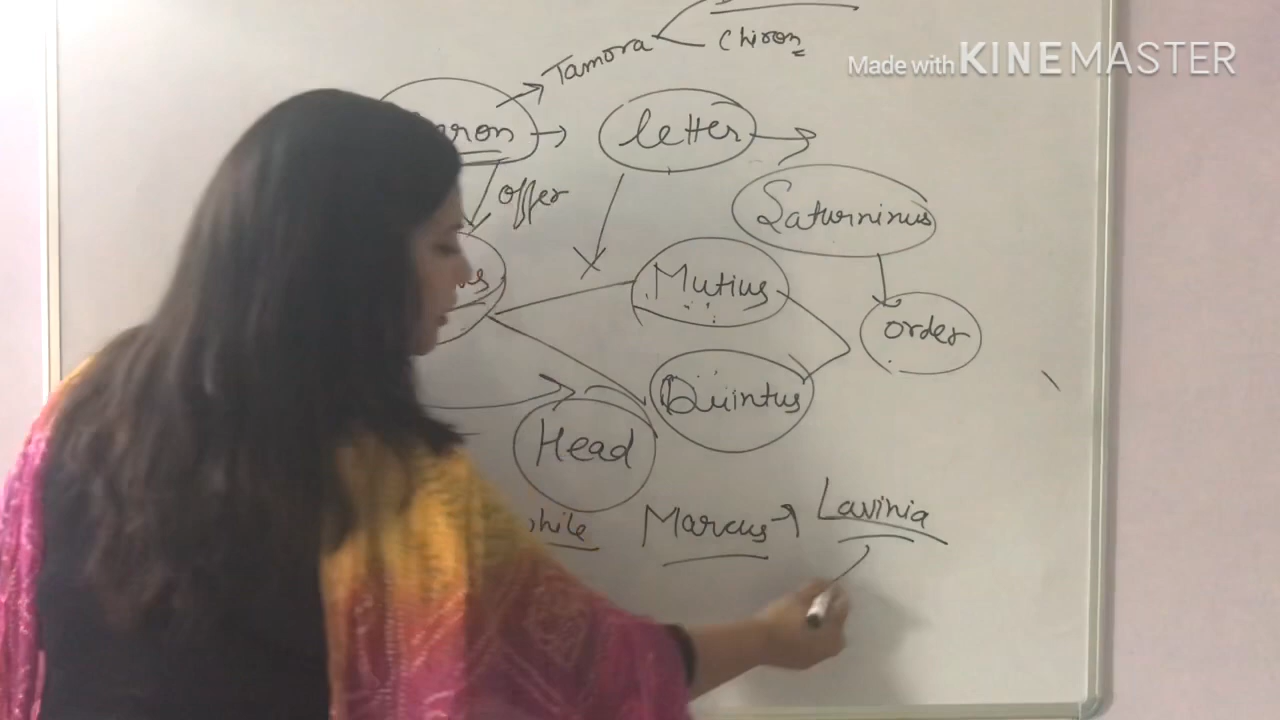 Chiron
Made with KINEMASTER
Tamora
letter
offer
Saturninus
Mutius
order
Quintus
Head
Lavinia
Marcus